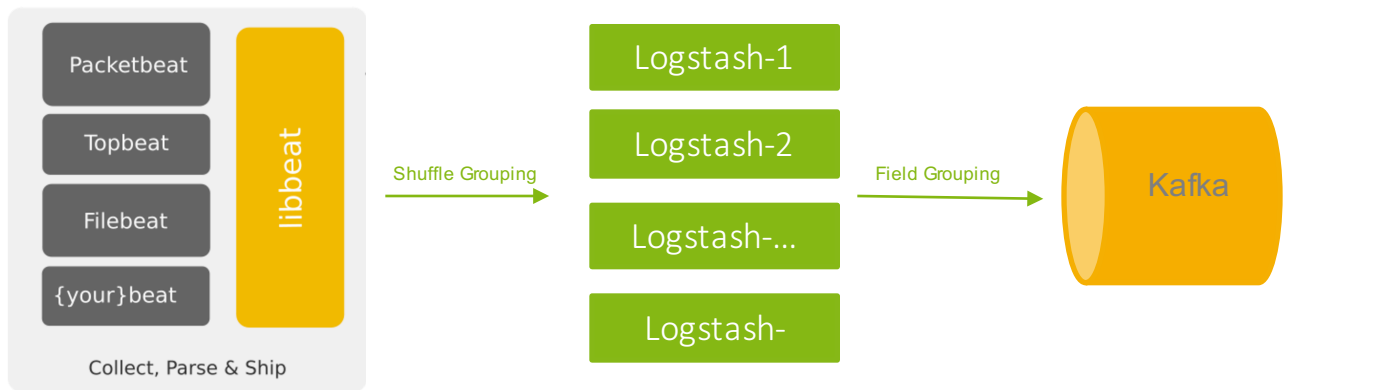 Packetbeat
Topbeat
Filebeat
{your}beat
libbeat
Collect, Parse & Ship
Shuffle Grouping
Logstash-1
Logstash-2
Logstash-...
Logstash-
Field Grouping
Kafka